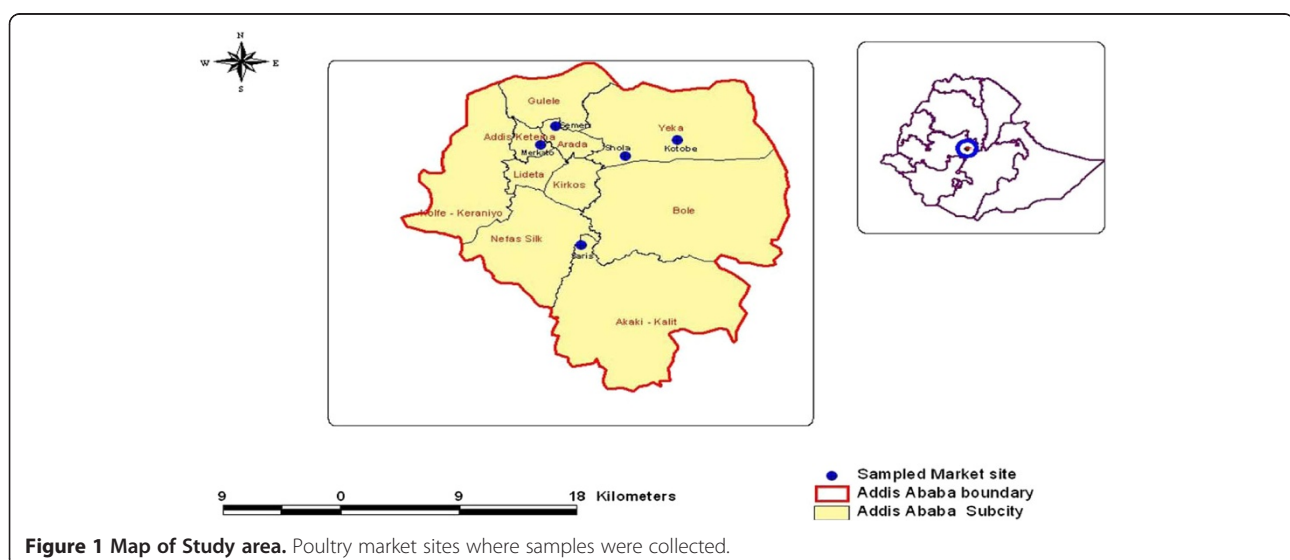 N
W E
S
Gulele
Semen
Yeka
Addis Ketema
Arada
Merkato
Shola
Kotobe
Lideta
Kirkos
Kolfe - Keraniyo
Bole
Nefas Silk
Saris
Akaki - Kalit
Sampled Market site
9 0 9 18 Kilometers
Addis Ababa boundary
Addis Ababa Subcity
Figure 1 Map of Study area. Poultry market sites where samples were collected.